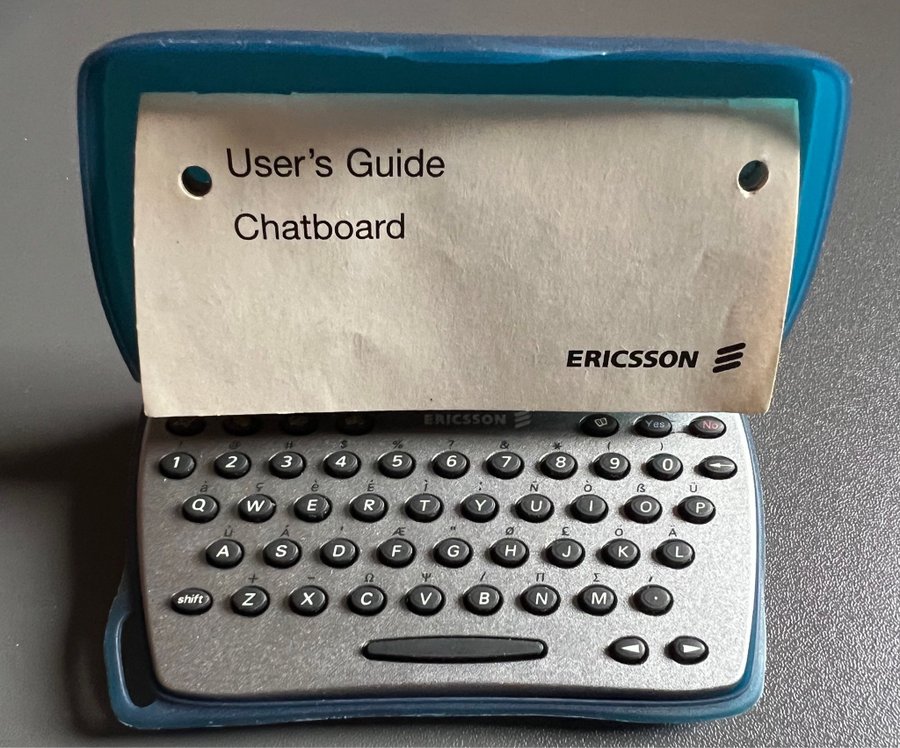 User's Guide
Chatboard
ERICSSON
ERICSSON
Yes No
! @ # $ % ? & * ( )
1 2 3 4 5 6 7 8 9 0 ←
Q W E R T Y U I O P
A S D F G H J K L
+ - Ω Ψ / Π Σ ,
shift Z X C V B N M .
◄ ►